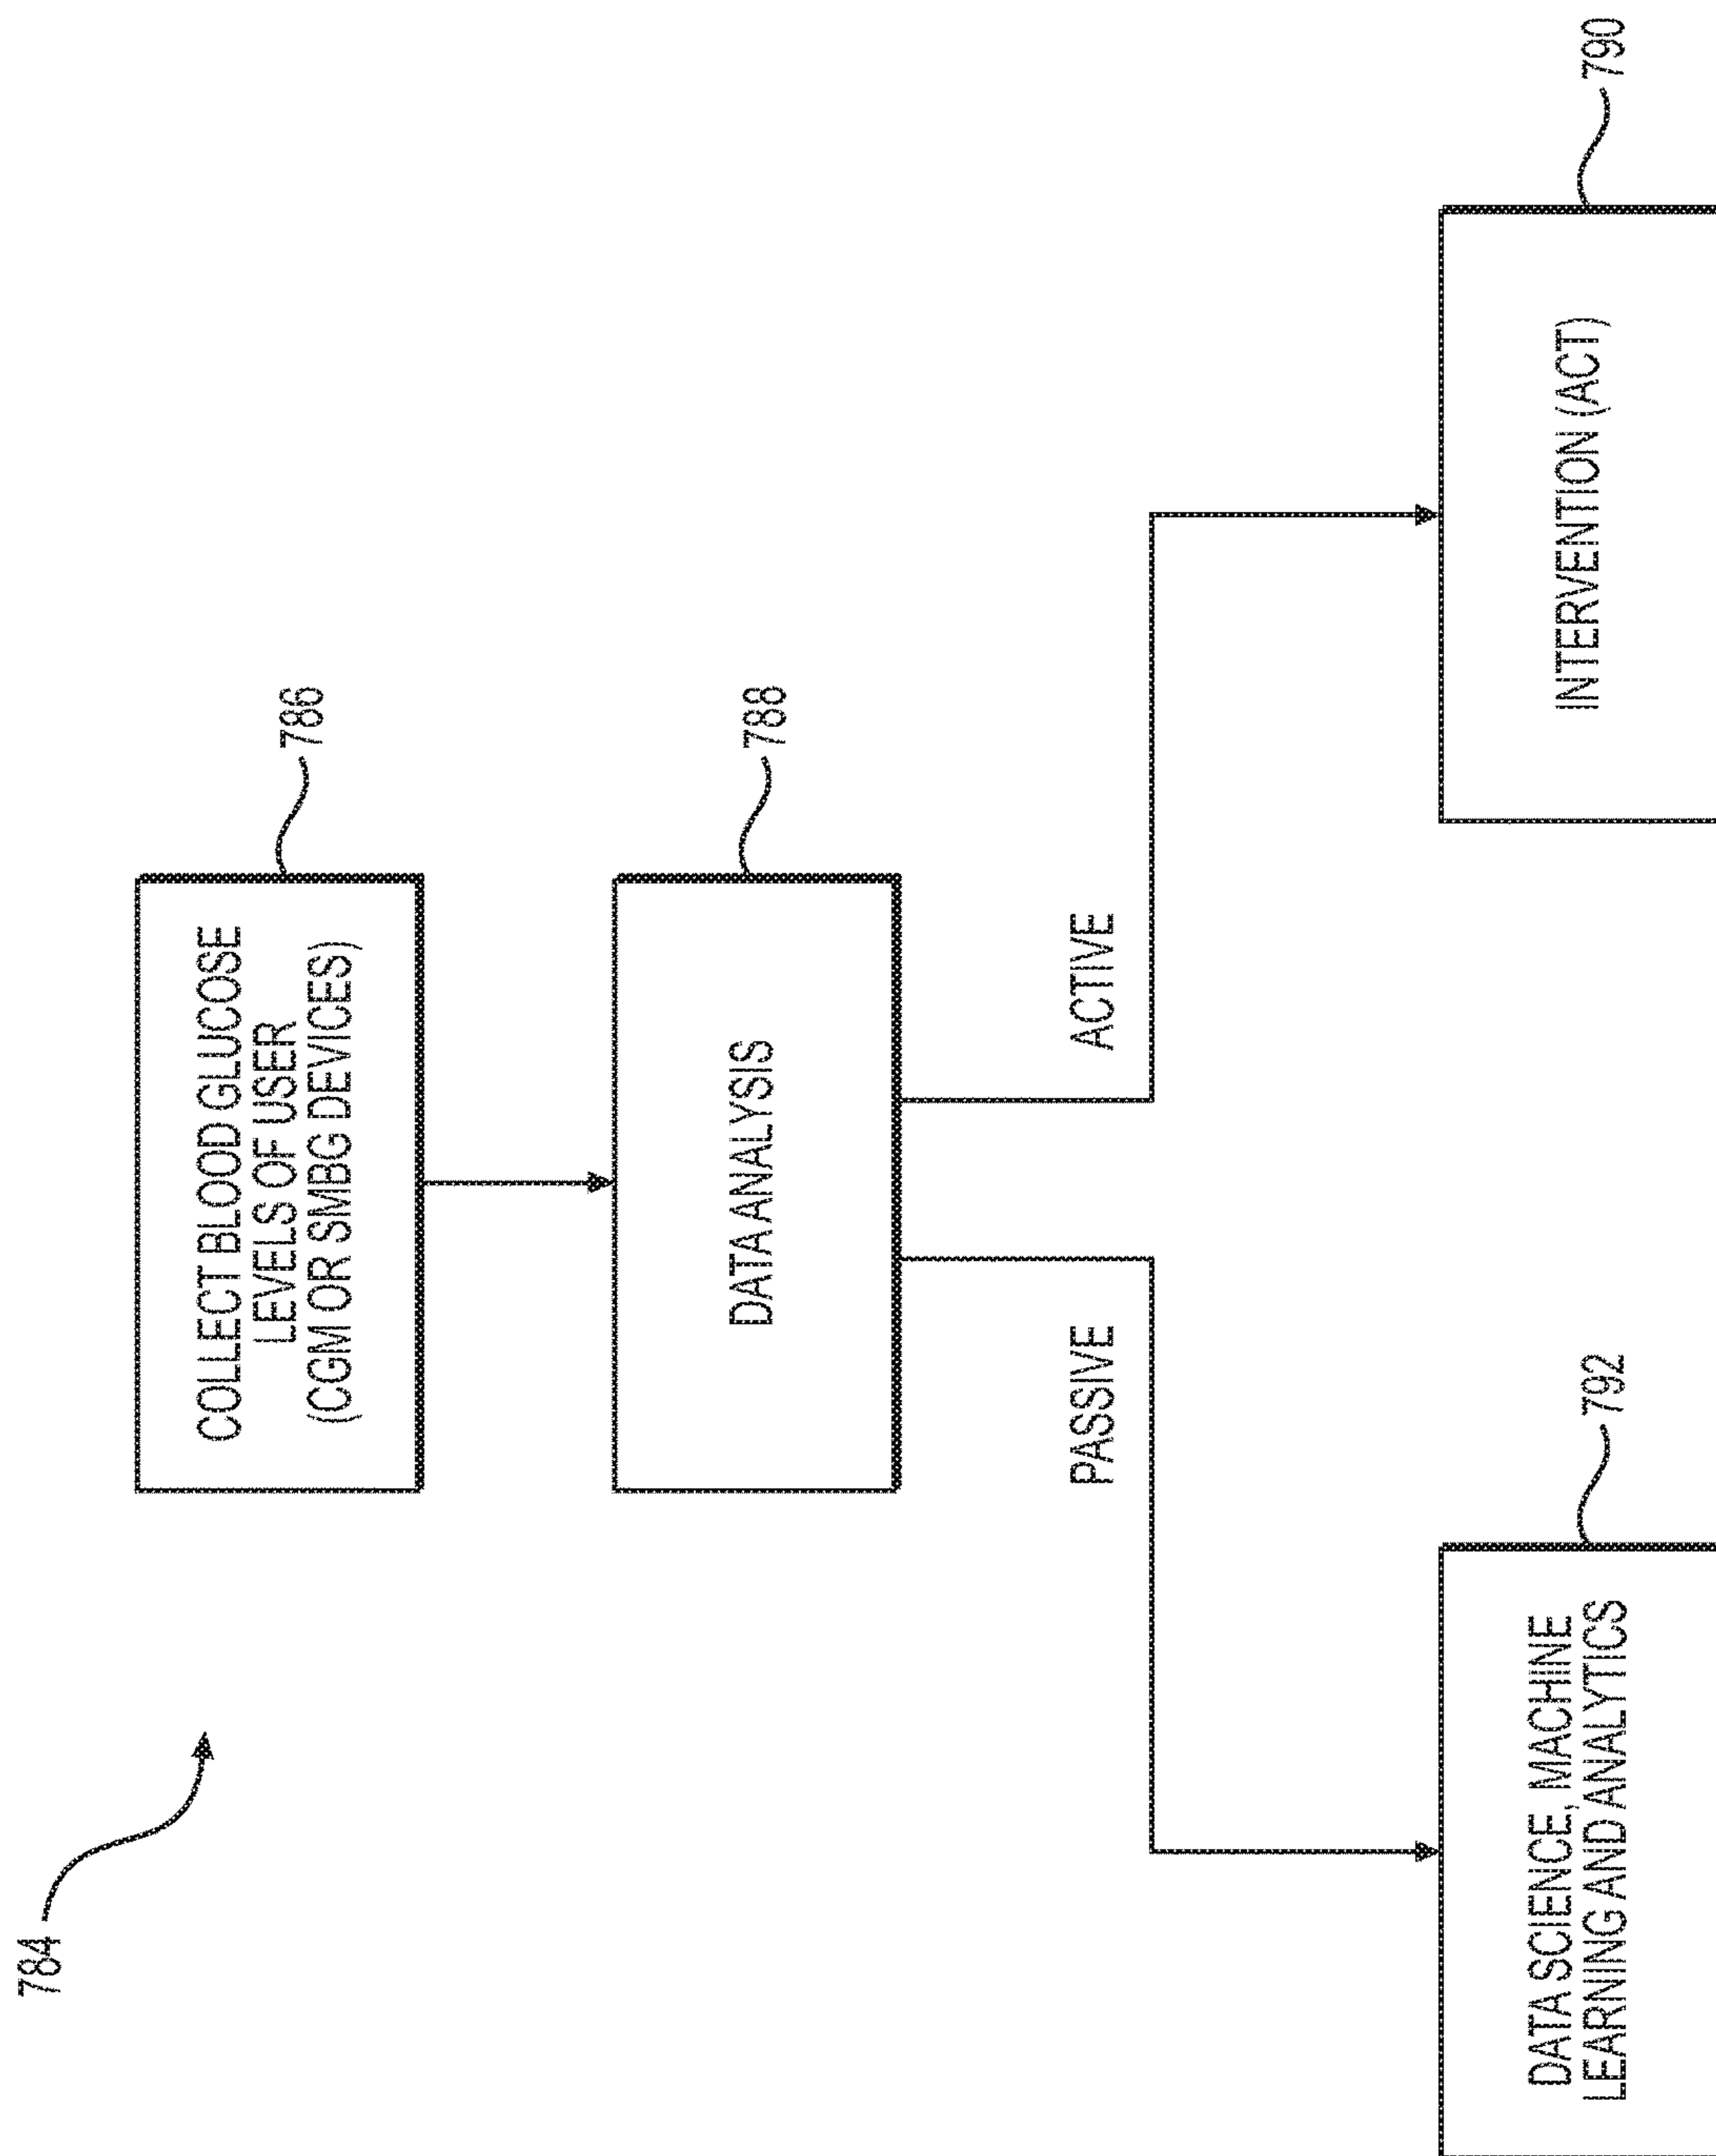 784
COLLECT BLOOD GLUCOSE
LEVELS OF USER
(CGM OR SMBG DEVICES)
786
DATA ANALYSIS
788
PASSIVE
ACTIVE
DATA SCIENCE, MACHINE
LEARNING AND ANALYTICS
792
INTERVENTION (ACT)
790